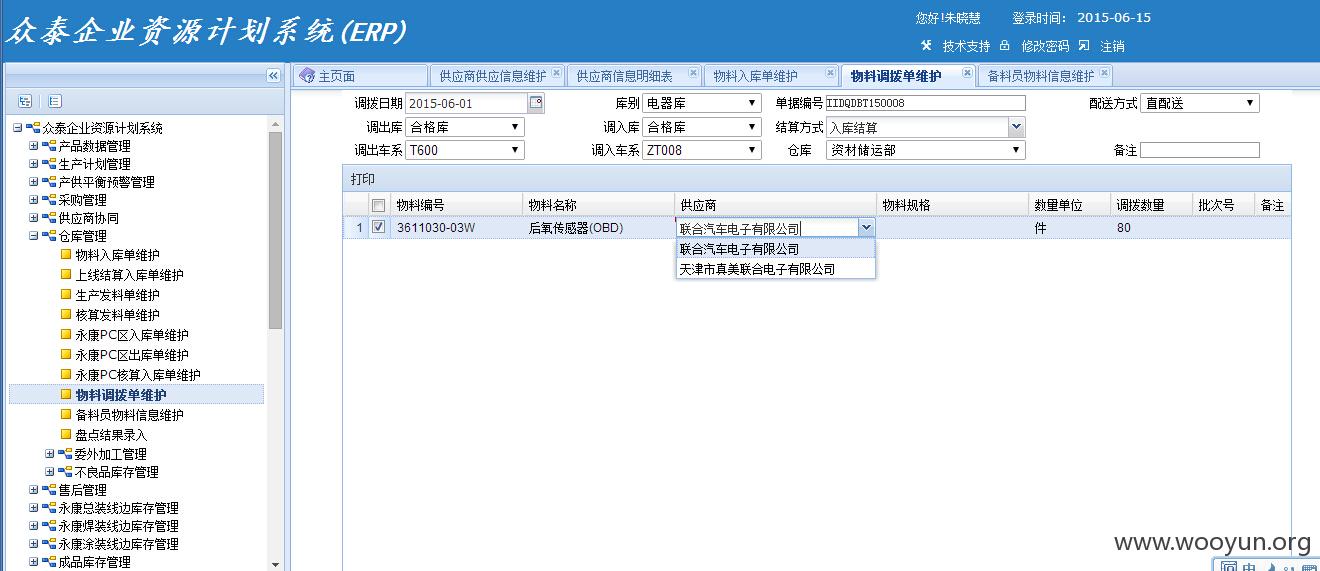 众泰企业资源计划系统(ERP)
您好!朱晓慧 登录时间: 2015-06-15
技术支持 修改密码 注销
主页面 供应商供应信息维护 供应商信息明细表 物料入库单维护 物料调拨单维护 备料员物料信息维护
调拨日期 2015-06-01 库别 电器库 单据编号 IIDQDBT150008 配送方式 直配送
调出库 合格库 调入库 合格库 结算方式 入库结算
调出车系 T600 调入车系 ZT008 仓库 资材储运部 备注
打印
物料编号 物料名称 供应商 物料规格 数量单位 调拨数量 批次号 备注
1 3611030-03W 后氧传感器(OBD) 联合汽车电子有限公司 件 80
联合汽车电子有限公司
天津市真美联合电子有限公司
众泰企业资源计划系统
产品数据管理
生产计划管理
产供平衡预警管理
采购管理
供应商协同
仓库管理
物料入库单维护
上线结算入库单维护
生产发料单维护
核算发料单维护
永康PC区入库单维护
永康PC区出库单维护
永康PC核算入库单维护
物料调拨单维护
备料员物料信息维护
盘点结果录入
委外加工管理
不良品库存管理
售后管理
永康总装线边库存管理
永康焊装线边库存管理
永康涂装线边库存管理
成品库存管理
www.wooyun.org